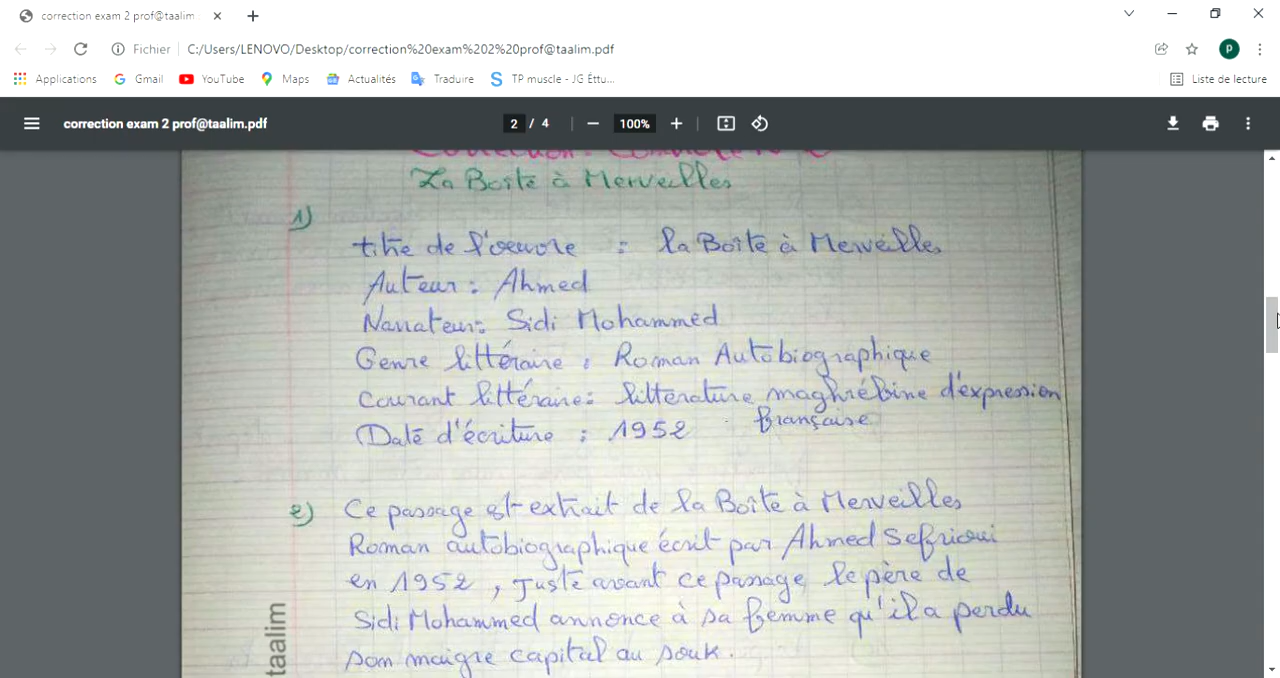 correction exam 2 prof@taalim
Fichier C:/Users/LENOVO/Desktop/correction%20exam%202%20prof@taalim.pdf
P
Applications Gmail YouTube Maps Actualités Traduire TP muscle - JG Éttu... Liste de lecture
correction exam 2 prof@taalim.pdf 2 / 4 100%
La Boîte à Merveilles
1)
titre de l'oeuvre : la Boîte à Merveilles
Auteur : Ahmed
Narrateur: Sidi Mohammed
Genre littéraire : Roman Autobiographique
Courant littéraire: littérature maghrébine d'expression
française
Date d'écriture : 1952
2) Ce passage est extrait de la Boîte à Merveilles
Roman autobiographique écrit par Ahmed Sefrioui
en 1952, juste avant ce passage le père de
Sidi Mohammed annonce à sa femme qu'il a perdu
son maigre capital au souk.
taalim